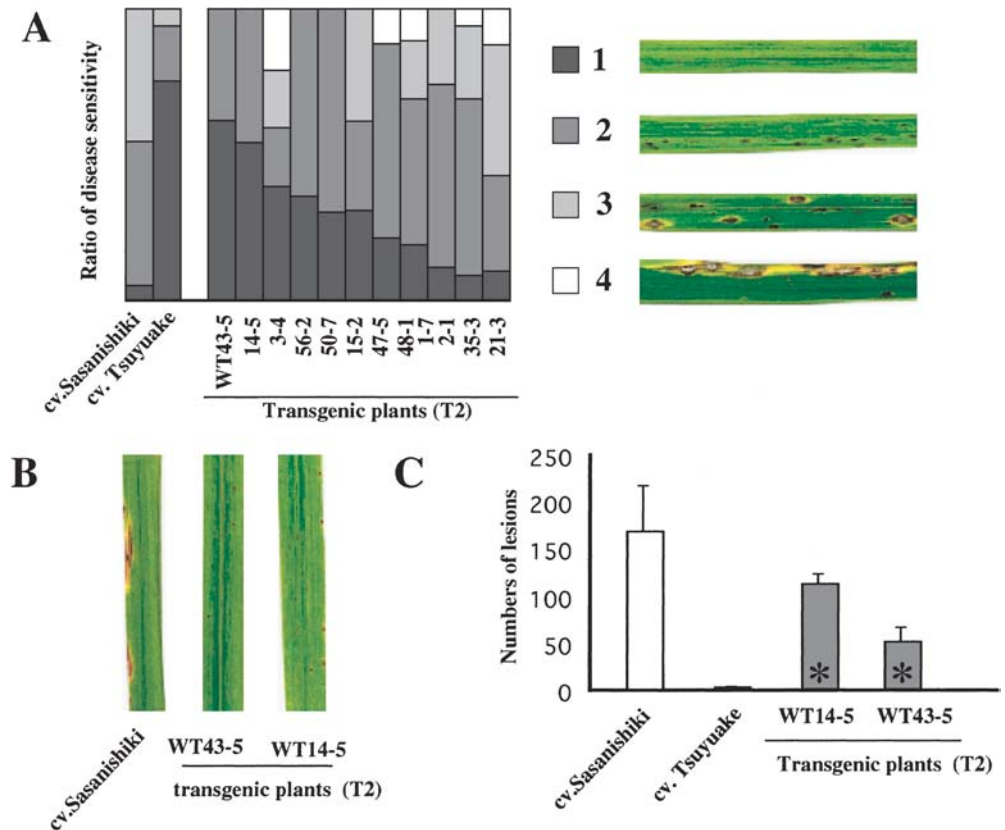 A
Ratio of disease sensitivity
cv.Sasanishiki
cv. Tsuyuake
WT43-5
14-5
3-4
56-2
50-7
15-2
47-5
48-1
1-7
2-1
35-3
21-3
Transgenic plants (T2)
1
2
3
4
B
cv.Sasanishiki
WT43-5 WT14-5
transgenic plants (T2)
C
Numbers of lesions
250
200
150
100
50
0
* *
cv.Sasanishiki
cv. Tsuyuake
WT14-5 WT43-5
Transgenic plants (T2)